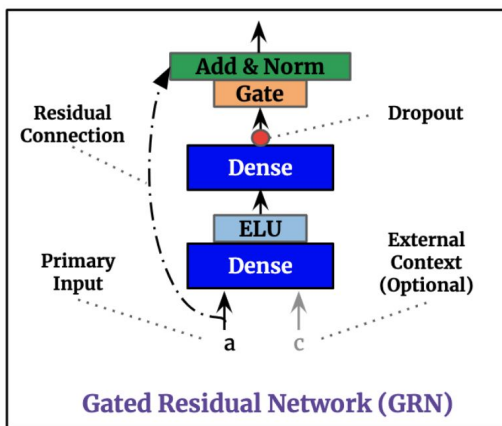 Add & Norm
Gate
Residual
Connection
Dropout
Dense
ELU
Dense
Primary
Input
External
Context
(Optional)
a
c
Gated Residual Network (GRN)